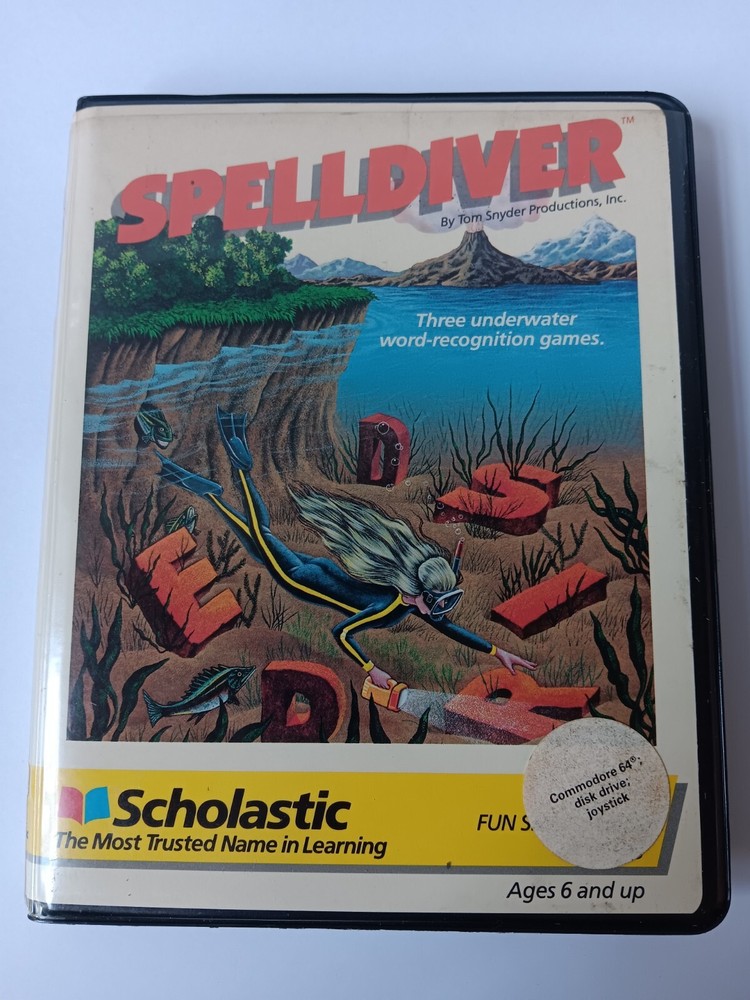 SPELLDIVER™
By Tom Snyder Productions, Inc.
Three underwater
word-recognition games.
D
S
E
I
P
R
Commodore 64®;
disk drive;
joystick
Scholastic
The Most Trusted Name in Learning
FUN
Ages 6 and up